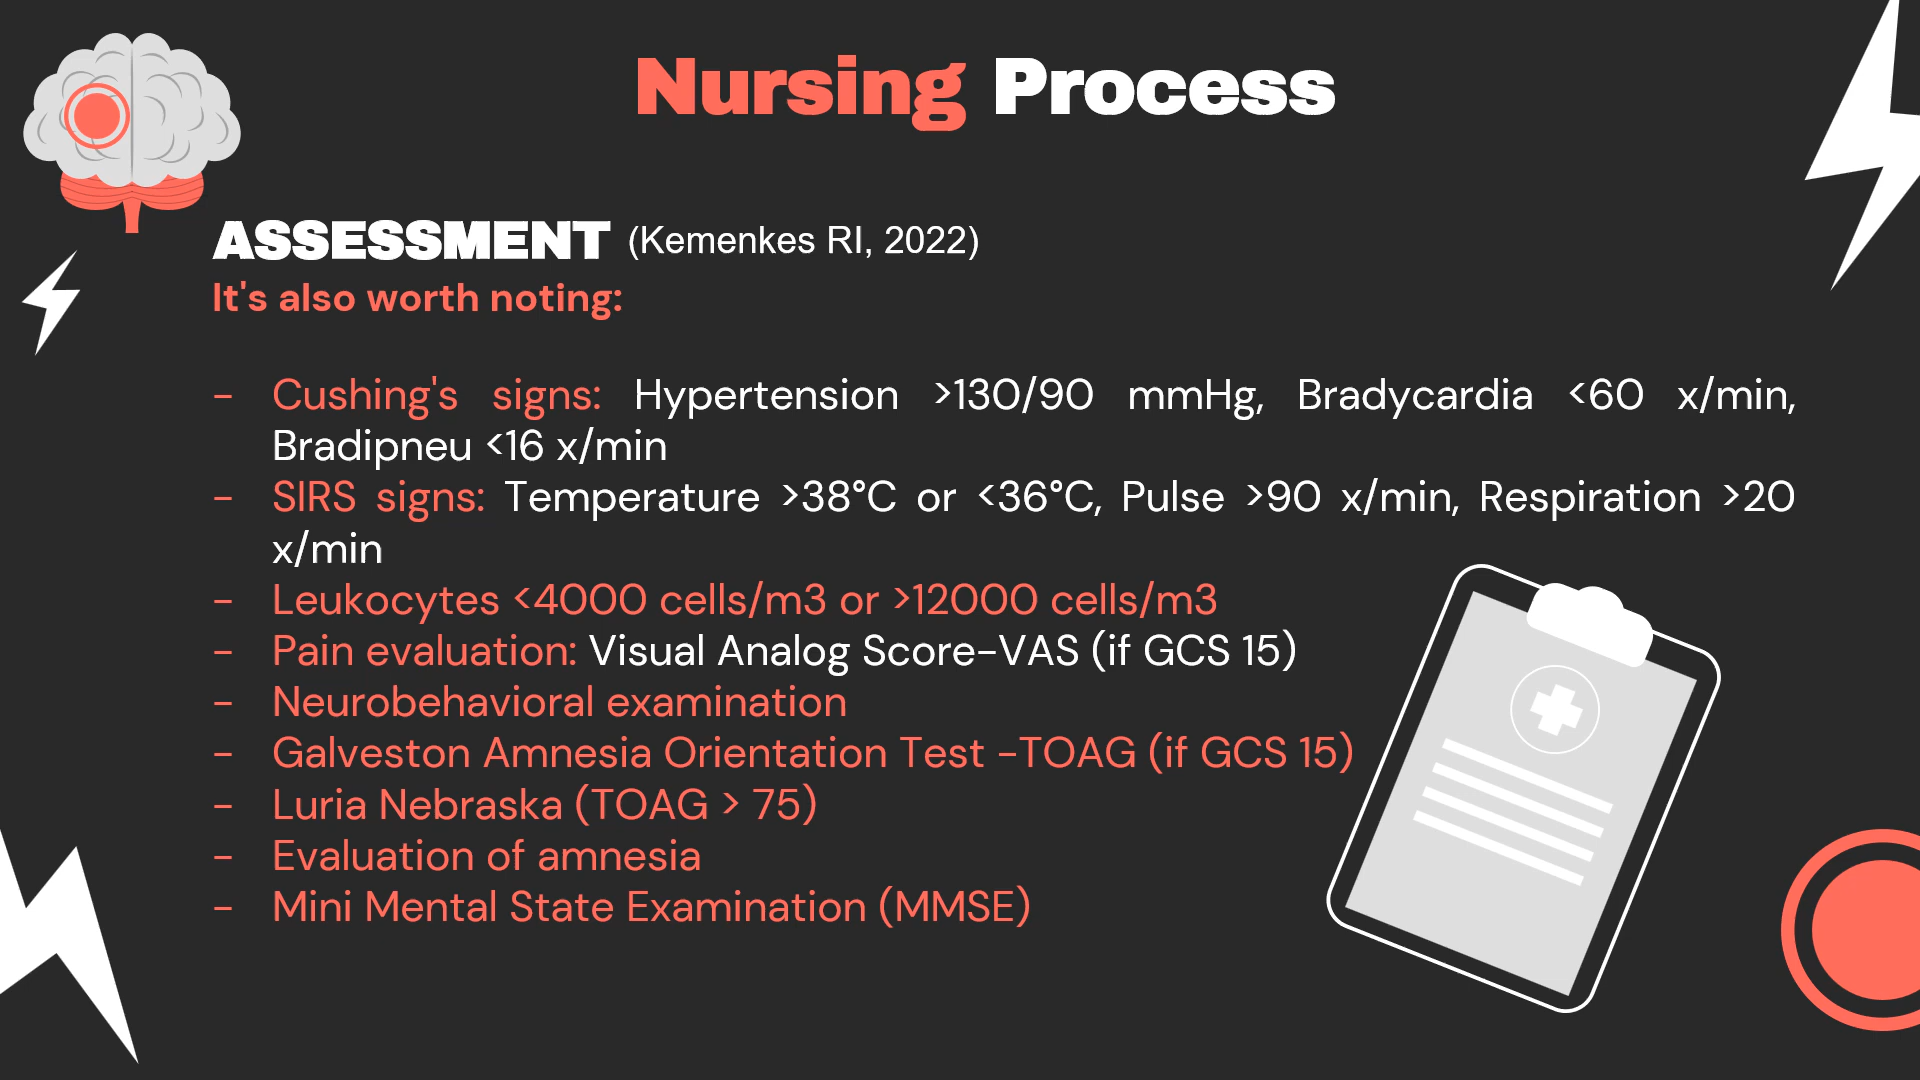 Nursing Process
ASSESSMENT (Kemenkes RI, 2022)
It's also worth noting:
- Cushing's signs: Hypertension >130/90 mmHg, Bradycardia <60 x/min,
Bradipneu <16 x/min
- SIRS signs: Temperature >38°C or <36°C, Pulse >90 x/min, Respiration >20
x/min
- Leukocytes <4000 cells/m3 or >12000 cells/m3
- Pain evaluation: Visual Analog Score-VAS (if GCS 15)
- Neurobehavioral examination
- Galveston Amnesia Orientation Test -TOAG (if GCS 15)
- Luria Nebraska (TOAG > 75)
- Evaluation of amnesia
- Mini Mental State Examination (MMSE)